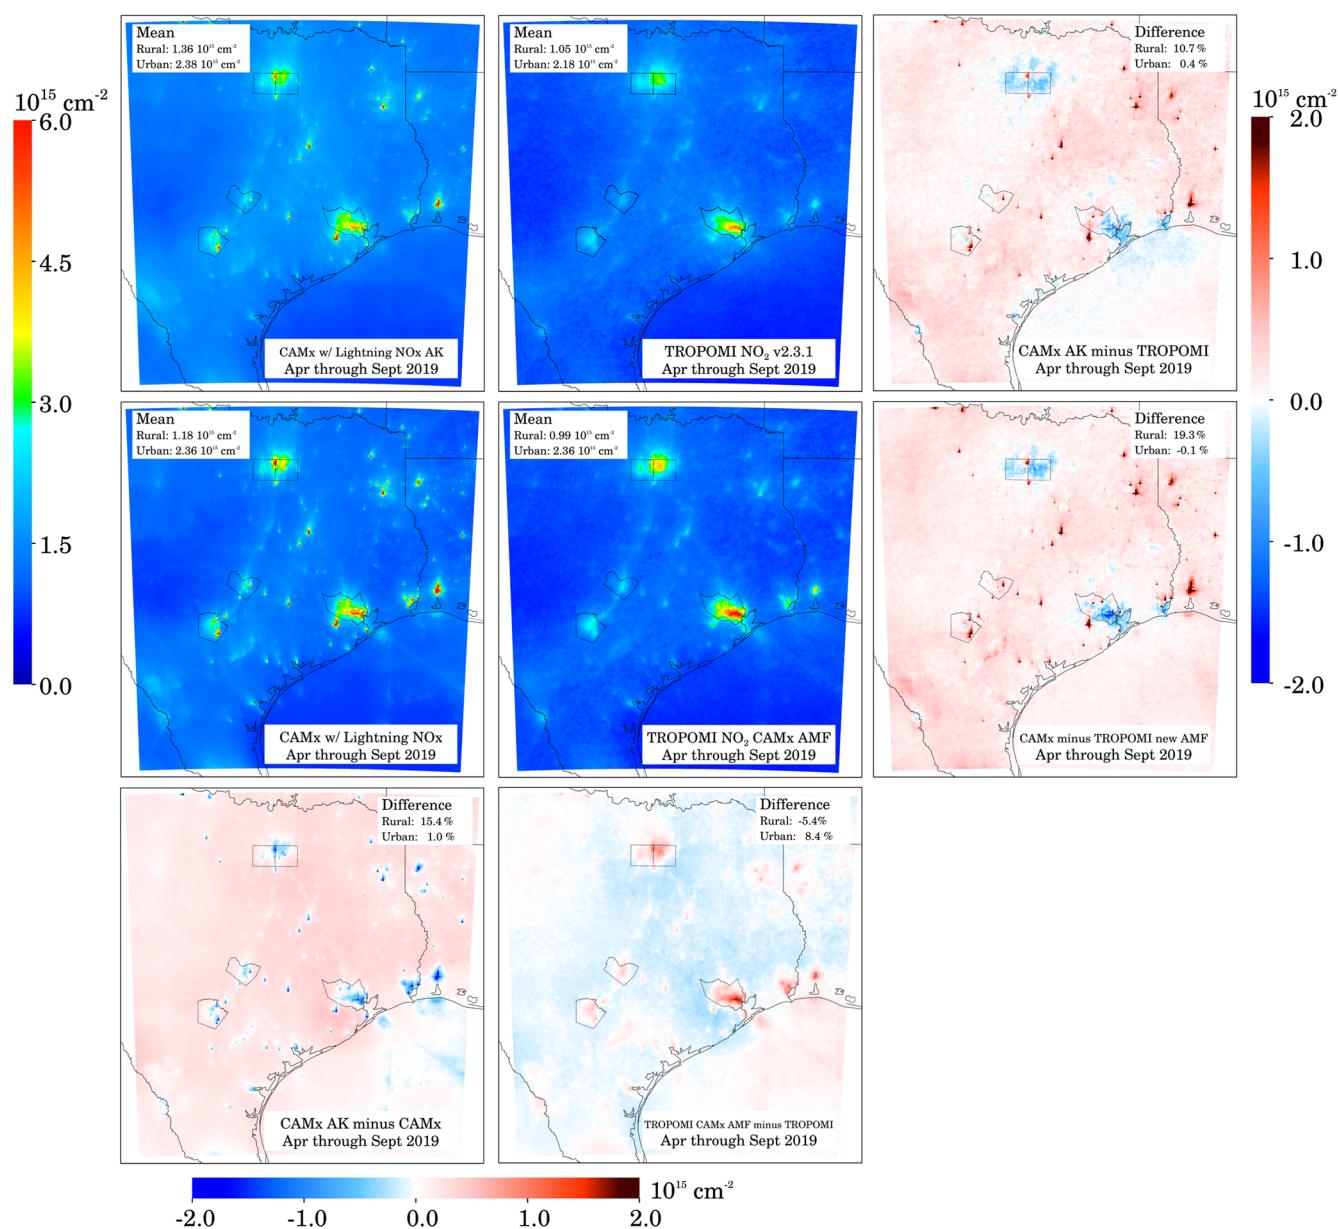 Mean
Rural: 1.36 10¹⁵ cm⁻²
Urban: 2.38 10¹⁵ cm⁻²
CAMx w/ Lightning NOx AK
Apr through Sept 2019
Mean
Rural: 1.05 10¹⁵ cm⁻²
Urban: 2.18 10¹⁵ cm⁻²
TROPOMI NO₂ v2.3.1
Apr through Sept 2019
Difference
Rural: 10.7 %
Urban: 0.4 %
CAMx AK minus TROPOMI
Apr through Sept 2019
10¹⁵ cm⁻²
6.0
4.5
3.0
1.5
0.0
10¹⁵ cm⁻²
2.0
1.0
0.0
-1.0
-2.0
Mean
Rural: 1.18 10¹⁵ cm⁻²
Urban: 2.36 10¹⁵ cm⁻²
CAMx w/ Lightning NOx
Apr through Sept 2019
Mean
Rural: 0.99 10¹⁵ cm⁻²
Urban: 2.36 10¹⁵ cm⁻²
TROPOMI NO₂ CAMx AMF
Apr through Sept 2019
Difference
Rural: 19.3 %
Urban: -0.1 %
CAMx minus TROPOMI new AMF
Apr through Sept 2019
Difference
Rural: 15.4 %
Urban: 1.0 %
CAMx AK minus CAMx
Apr through Sept 2019
Difference
Rural: -5.4%
Urban: 8.4 %
TROPOMI CAMx AMF minus TROPOMI
Apr through Sept 2019
10¹⁵ cm⁻²
-2.0 -1.0 0.0 1.0 2.0